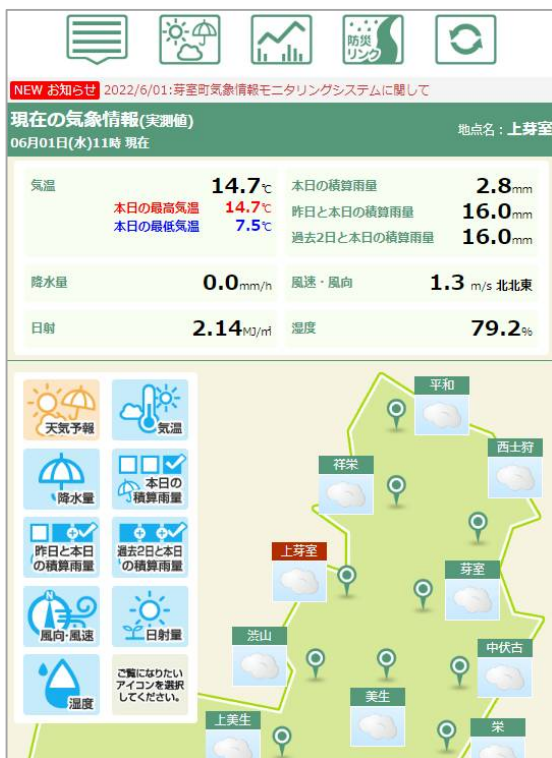 防災
リンク
NEW お知らせ 2022/6/01:芽室町気象情報モニタリングシステムに関して
現在の気象情報(実測値)
06月01日(水)11時 現在
地点名：上芽室
気温 14.7℃
本日の最高気温 14.7℃
本日の最低気温 7.5℃
本日の積算雨量 2.8mm
昨日と本日の積算雨量 16.0mm
過去2日と本日の積算雨量 16.0mm
降水量 0.0mm/h
風速・風向 1.3 m/s 北北東
日射 2.14MJ/㎡
湿度 79.2%
天気予報
気温
降水量
本日の
積算雨量
昨日と本日
の積算雨量
過去2日と本日
の積算雨量
風向・風速
日射量
湿度
ご覧になりたい
アイコンを選択
してください。
平和
西士狩
祥栄
上芽室
芽室
渋山
中伏古
美生
上美生
栄